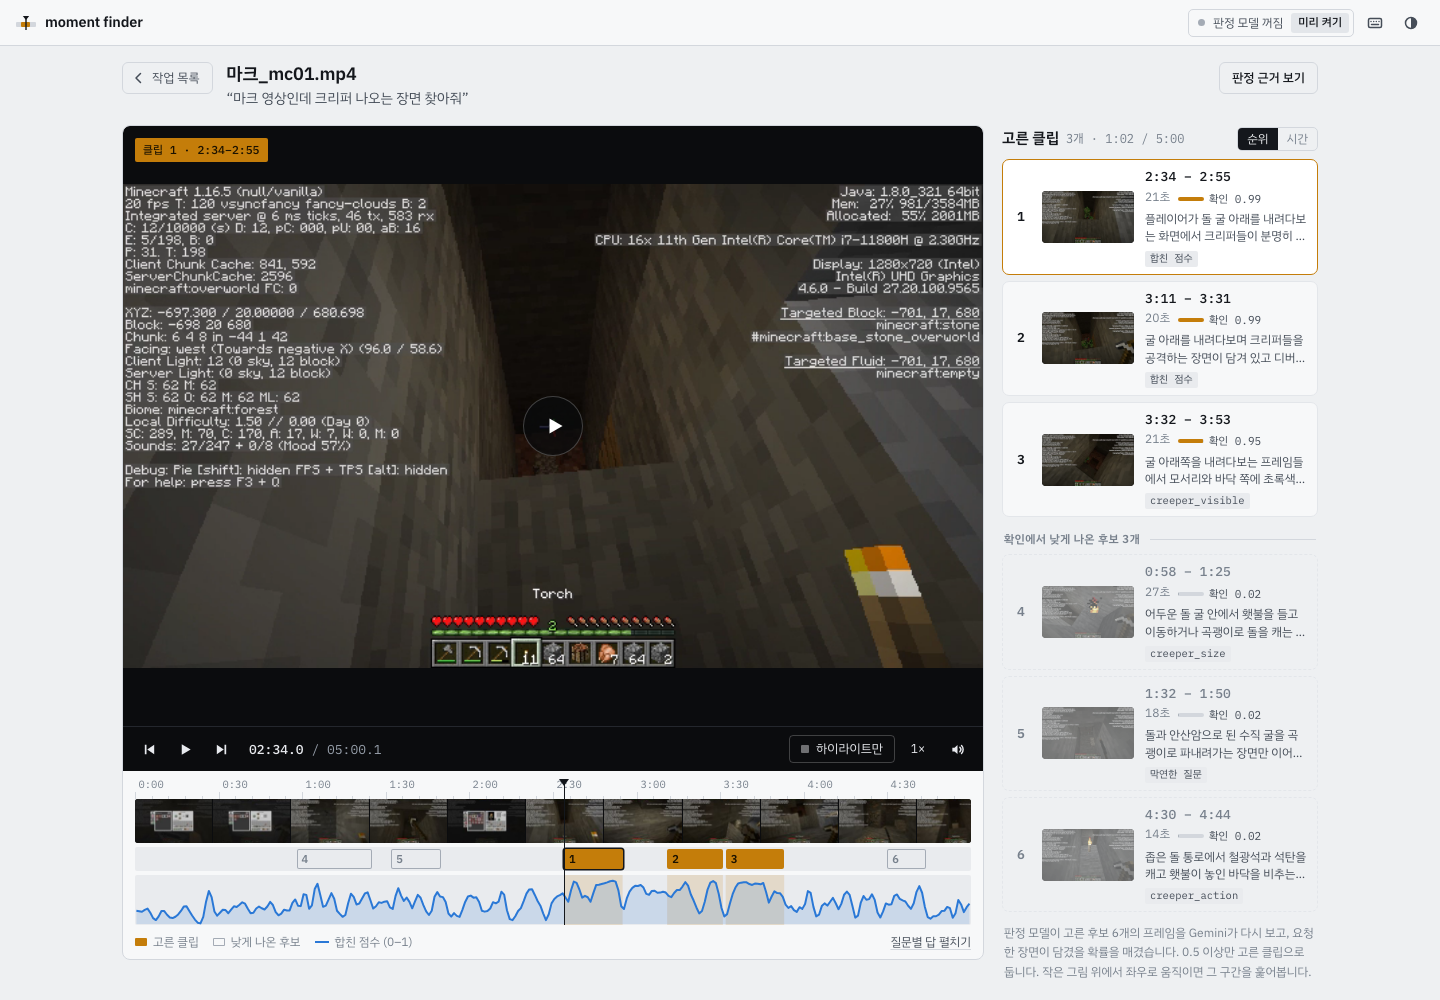 moment finder
판정 모델 꺼짐
미리 켜기
작업 목록
마크_mc01.mp4
“마크 영상인데 크리퍼 나오는 장면 찾아줘”
판정 근거 보기
클립 1 · 2:34–2:55
Minecraft 1.16.5 (null/vanilla)
20 fps T: 120 vsyncfancy fancy-clouds B: 2
Integrated server @ 6 ms ticks, 46 tx, 583 rx
C: 12/10000 (s) D: 12, pC: 000, pU: 00, aB: 16
E: 5/198, B: 0
P: 31. T: 198
Client Chunk Cache: 841, 592
ServerChunkCache: 2596
minecraft:overworld FC: 0
XYZ: -697.300 / 20.00000 / 680.698
Block: -698 20 680
Chunk: 6 4 8 in -44 1 42
Facing: west (Towards negative X) (96.0 / 58.6)
Client Light: 12 (0 sky, 12 block)
Server Light: (0 sky, 12 block)
CH S: 62 M: 62
SH S: 62 O: 62 M: 62 ML: 62
Biome: minecraft:forest
Local Difficulty: 1.50 // 0.00 (Day 0)
SC: 289, M: 70, C: 170, A: 17, W: 7, W: 0, M: 0
Sounds: 27/247 + 0/8 (Mood 57%)
Debug: Pie [shift]: hidden FPS + TPS [alt]: hidden
For help: press F3 + Q
Java: 1.8.0_321 64bit
Mem: 27% 981/3584MB
Allocated: 55% 2001MB
CPU: 16x 11th Gen Intel(R) Core(TM) i7-11800H @ 2.30GHz
Display: 1280x720 (Intel)
Intel(R) UHD Graphics
4.6.0 - Build 27.20.100.9565
Targeted Block: -701, 17, 680
minecraft:stone
#minecraft:base_stone_overworld
Targeted Fluid: -701, 17, 680
minecraft:empty
Torch
2
11 64 7 64 2
02:34.0 / 05:00.1
하이라이트만
1×
0:00 0:30 1:00 1:30 2:00 2:30 3:00 3:30 4:00 4:30
4 5 1 2 3 6
고른 클립
낮게 나온 후보
합친 점수 (0–1)
질문별 답 펼치기
고른 클립 3개 · 1:02 / 5:00
순위 시간
1
2:34 – 2:55
21초 확인 0.99
플레이어가 돌 굴 아래를 내려다보
는 화면에서 크리퍼들이 분명히 …
합친 점수
2
3:11 – 3:31
20초 확인 0.99
굴 아래를 내려다보며 크리퍼들을
공격하는 장면이 담겨 있고 디버…
합친 점수
3
3:32 – 3:53
21초 확인 0.95
굴 아래쪽을 내려다보는 프레임들
에서 모서리와 바닥 쪽에 초록색…
creeper_visible
확인에서 낮게 나온 후보 3개
4
0:58 – 1:25
27초 확인 0.02
어두운 돌 굴 안에서 횃불을 들고
이동하거나 곡괭이로 돌을 캐는 …
creeper_size
5
1:32 – 1:50
18초 확인 0.02
돌과 안산암으로 된 수직 굴을 곡
괭이로 파내려가는 장면만 이어…
막연한 질문
6
4:30 – 4:44
14초 확인 0.02
좁은 돌 통로에서 철광석과 석탄을
캐고 횃불이 놓인 바닥을 비추는…
creeper_action
판정 모델이 고른 후보 6개의 프레임을 Gemini가 다시 보고, 요청
한 장면이 담겼을 확률을 매겼습니다. 0.5 이상만 고른 클립으로
둡니다. 작은 그림 위에서 좌우로 움직이면 그 구간을 훑어봅니다.